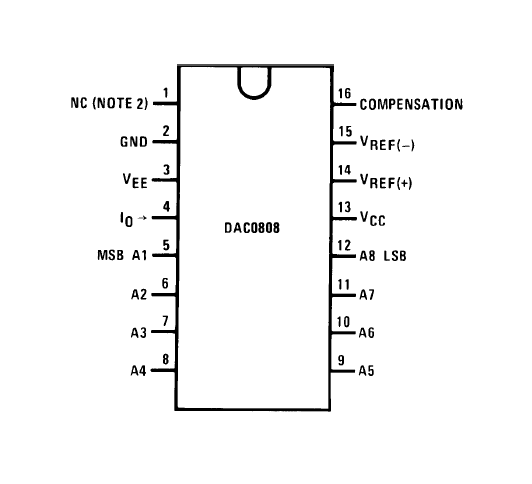 1
NC (NOTE 2)
2
GND
3
VEE
4
IO→
5
MSB A1
6
A2
7
A3
8
A4
DAC0808
16
COMPENSATION
15
VREF(−)
14
VREF(+)
13
VCC
12
A8 LSB
11
A7
10
A6
9
A5